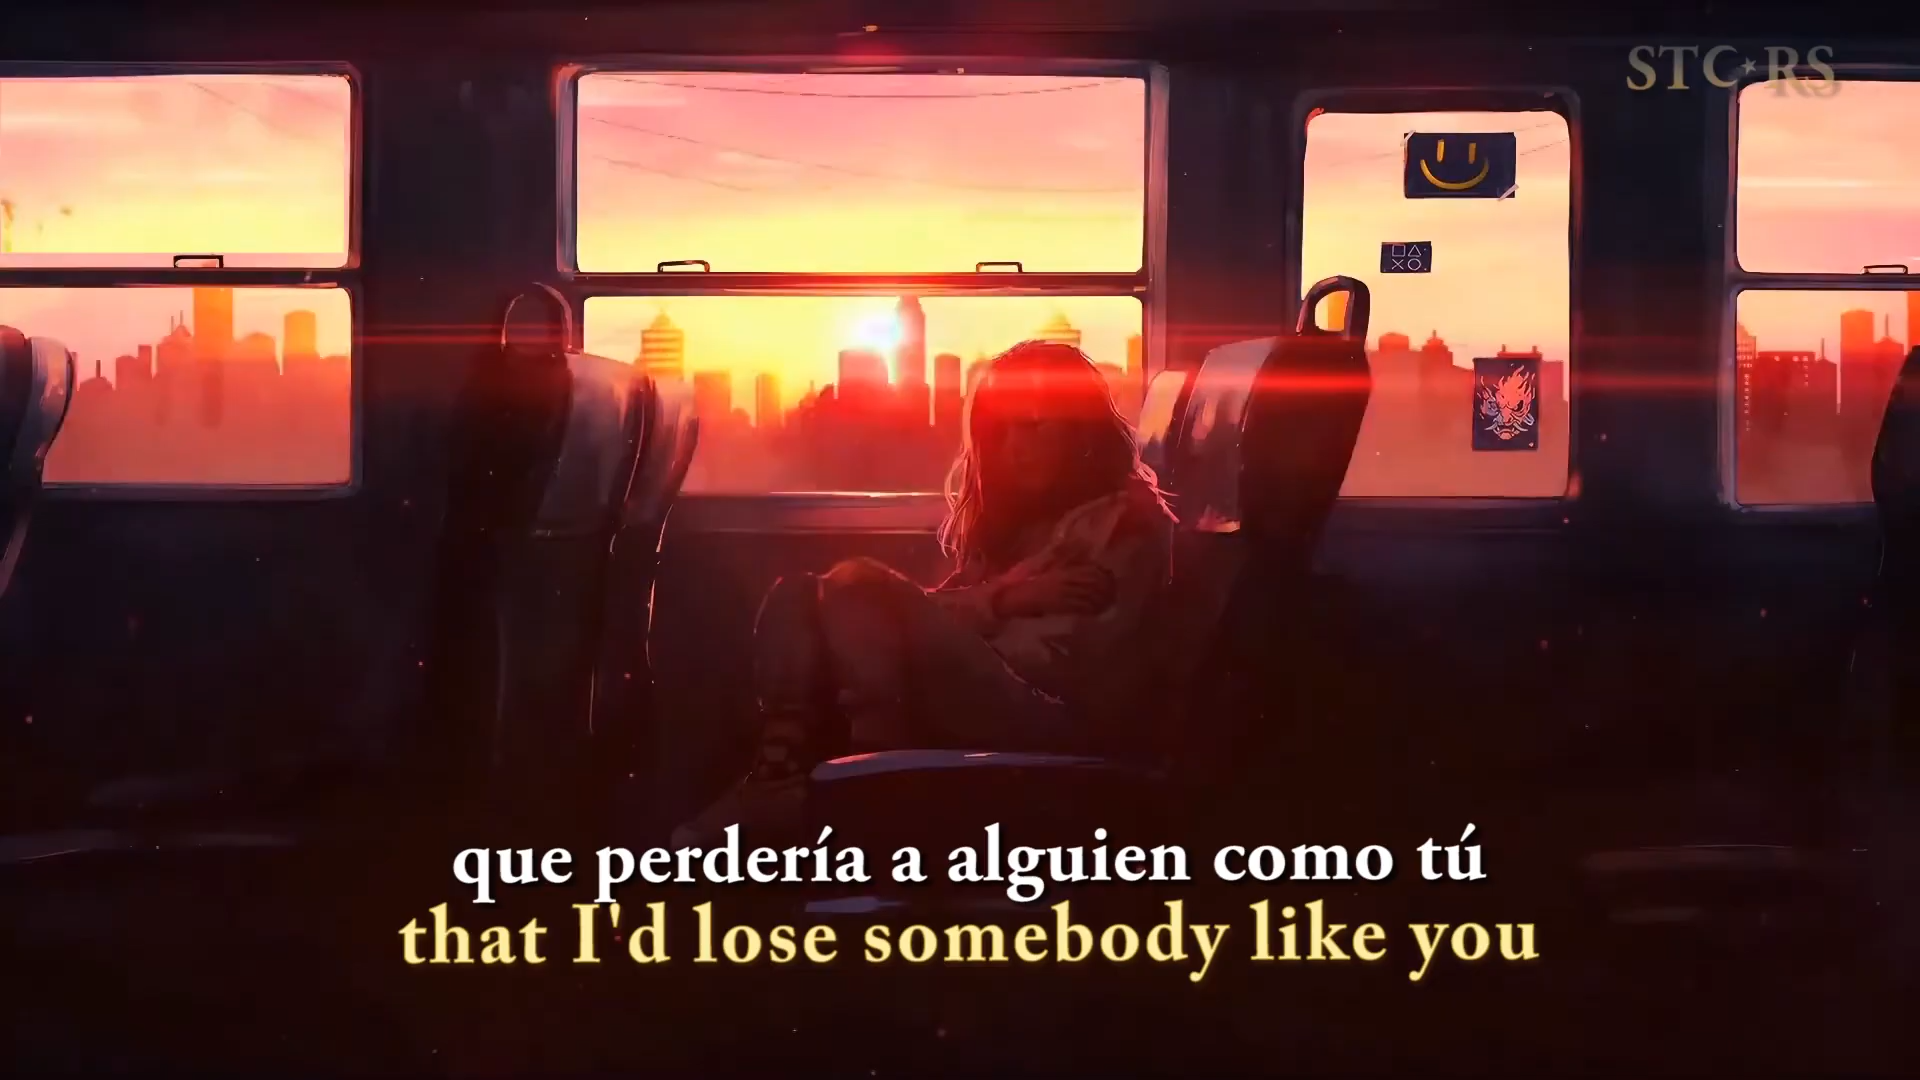 STC★RS
que perdería a alguien como tú
that I'd lose somebody like you